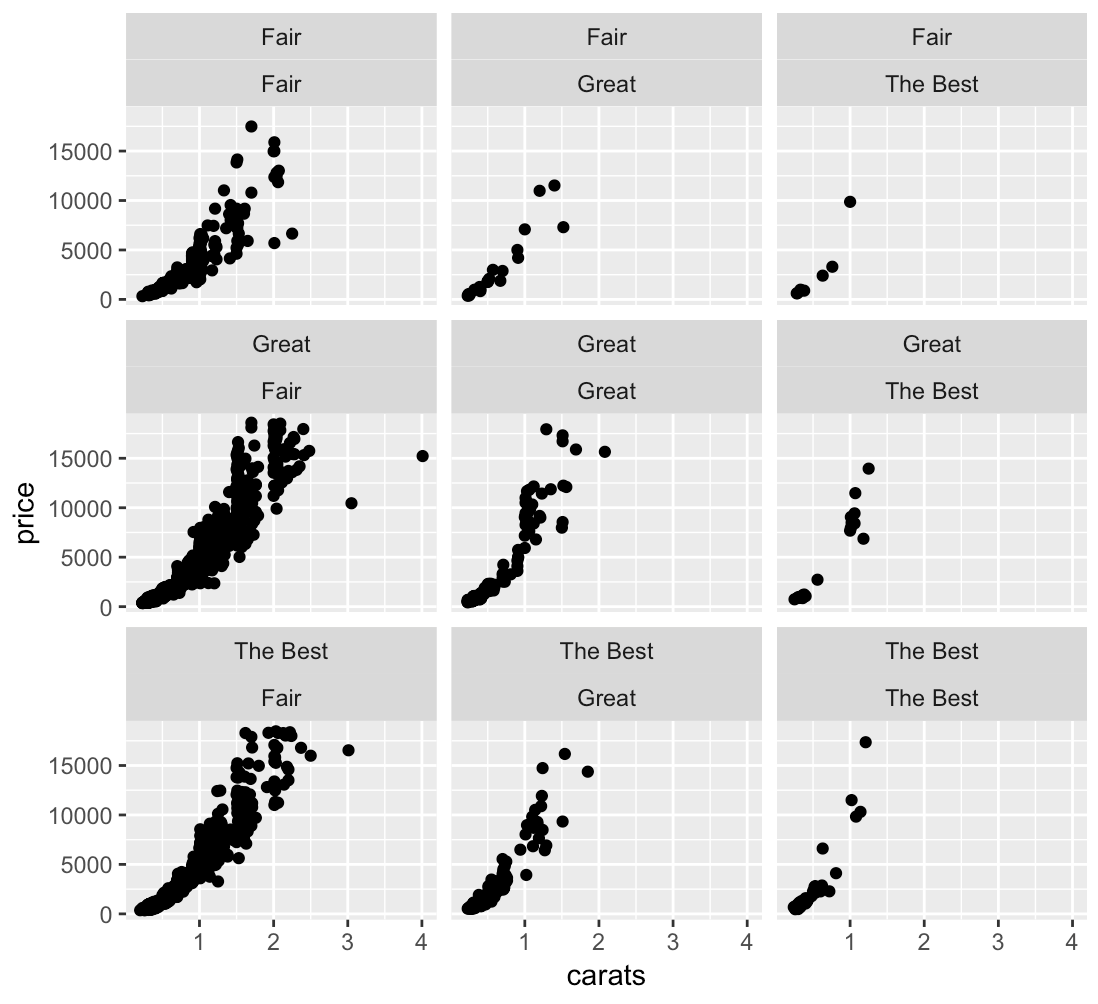 Fair Fair Fair
Fair Great The Best
15000
10000
5000
0
Great Great Great
Fair Great The Best
15000
10000
5000
0
The Best The Best The Best
Fair Great The Best
15000
10000
5000
0
price
1 2 3 4 1 2 3 4 1 2 3 4
carats